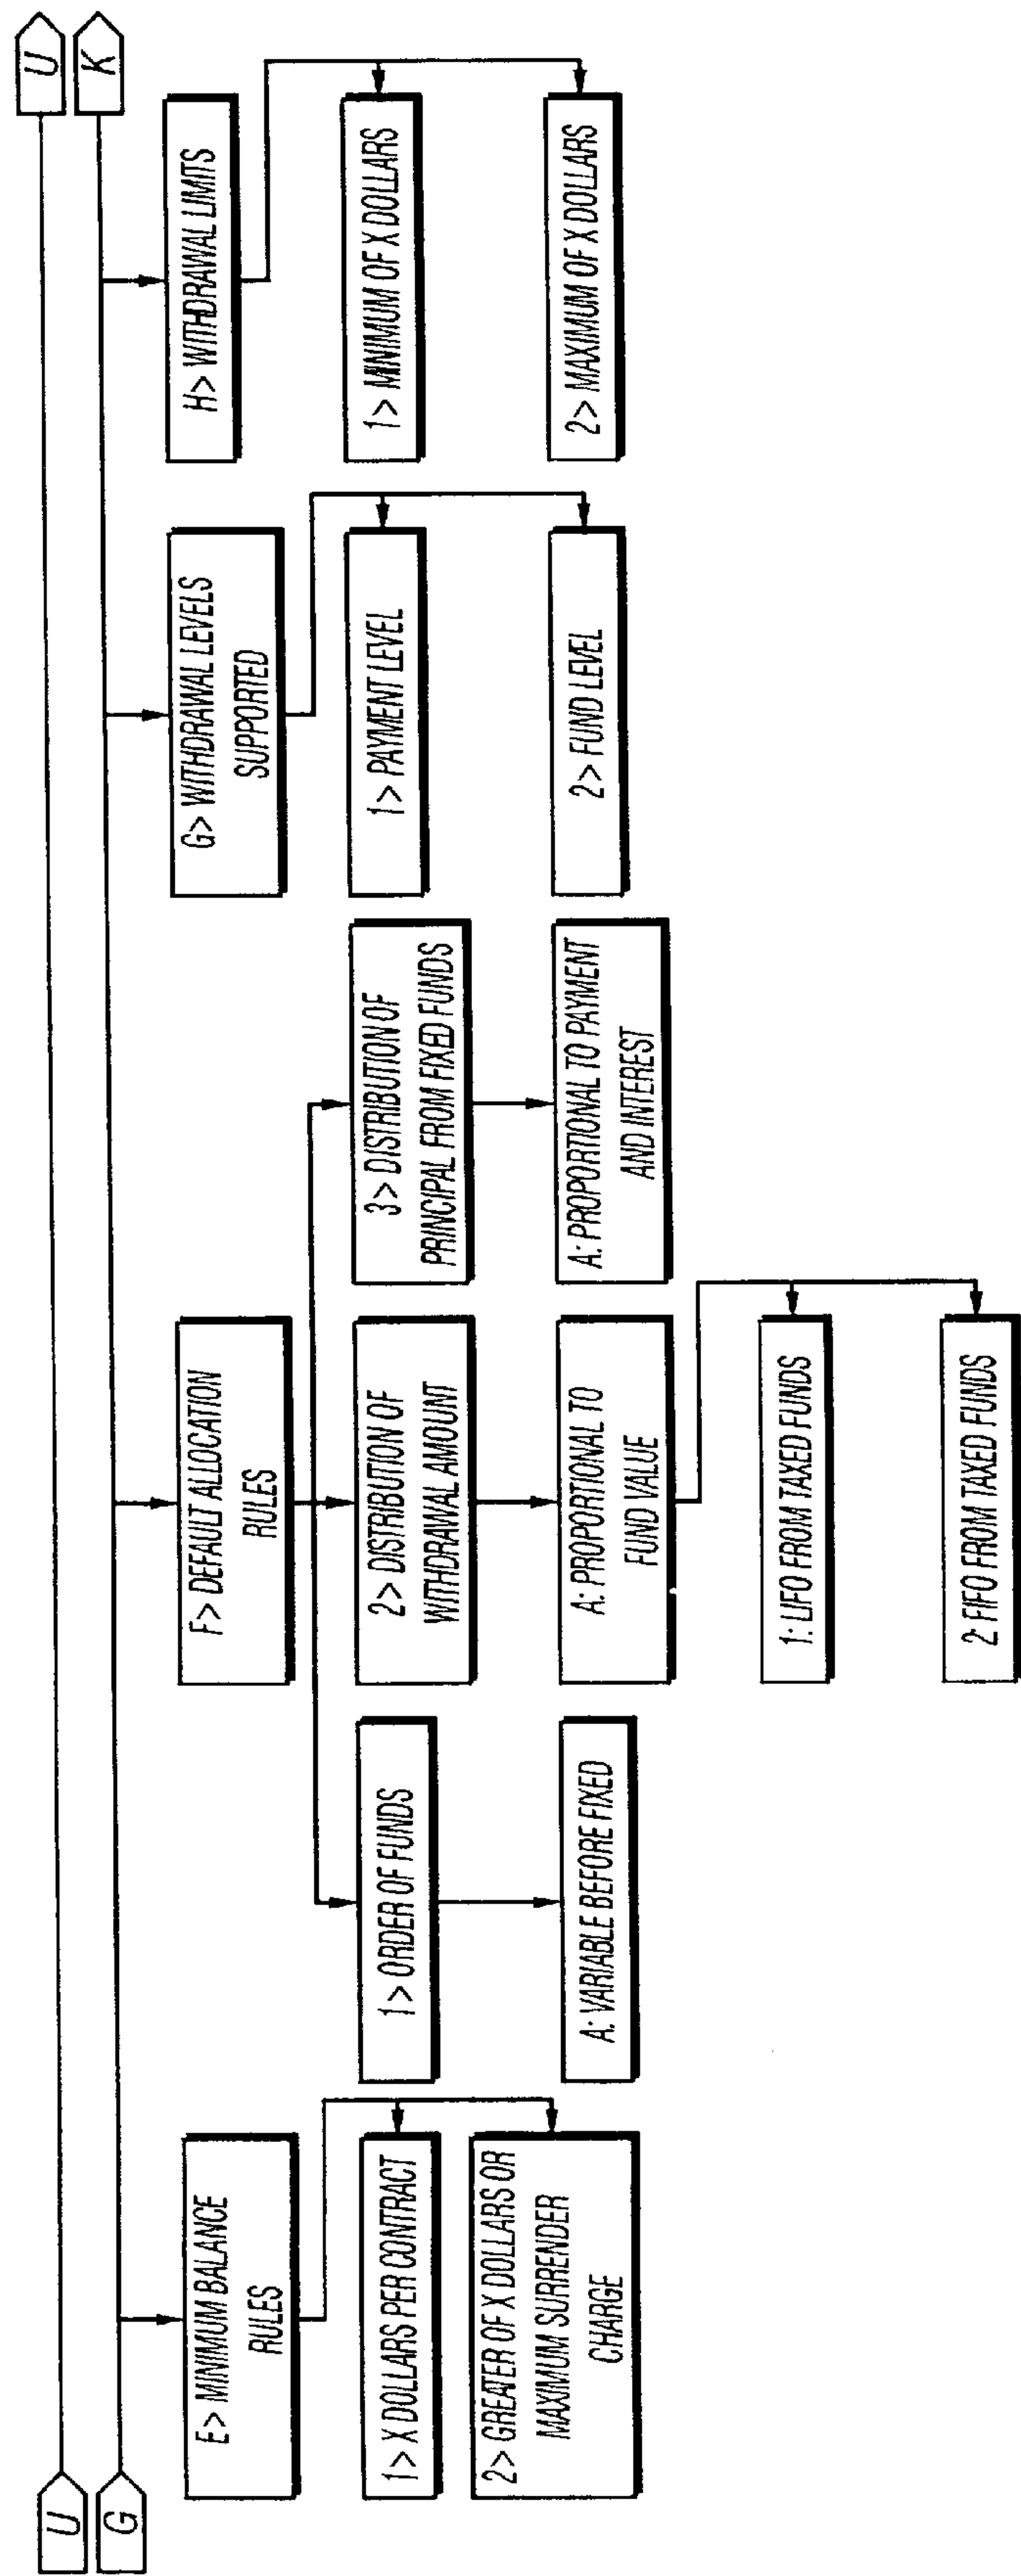 U
G
U
K
E> MINIMUM BALANCE
RULES
1> X DOLLARS PER CONTRACT
2> GREATER OF X DOLLARS OR
MAXIMUM SURRENDER
CHARGE
F> DEFAULT ALLOCATION
RULES
1> ORDER OF FUNDS
A: VARIABLE BEFORE FIXED
2> DISTRIBUTION OF
WITHDRAWAL AMOUNT
A: PROPORTIONAL TO
FUND VALUE
1: LIFO FROM TAXED FUNDS
2: FIFO FROM TAXED FUNDS
3> DISTRIBUTION OF
PRINCIPAL FROM FIXED FUNDS
A: PROPORTIONAL TO PAYMENT
AND INTEREST
G> WITHDRAWAL LEVELS
SUPPORTED
1> PAYMENT LEVEL
2> FUND LEVEL
H> WITHDRAWAL LIMITS
1> MINIMUM OF X DOLLARS
2> MAXIMUM OF X DOLLARS